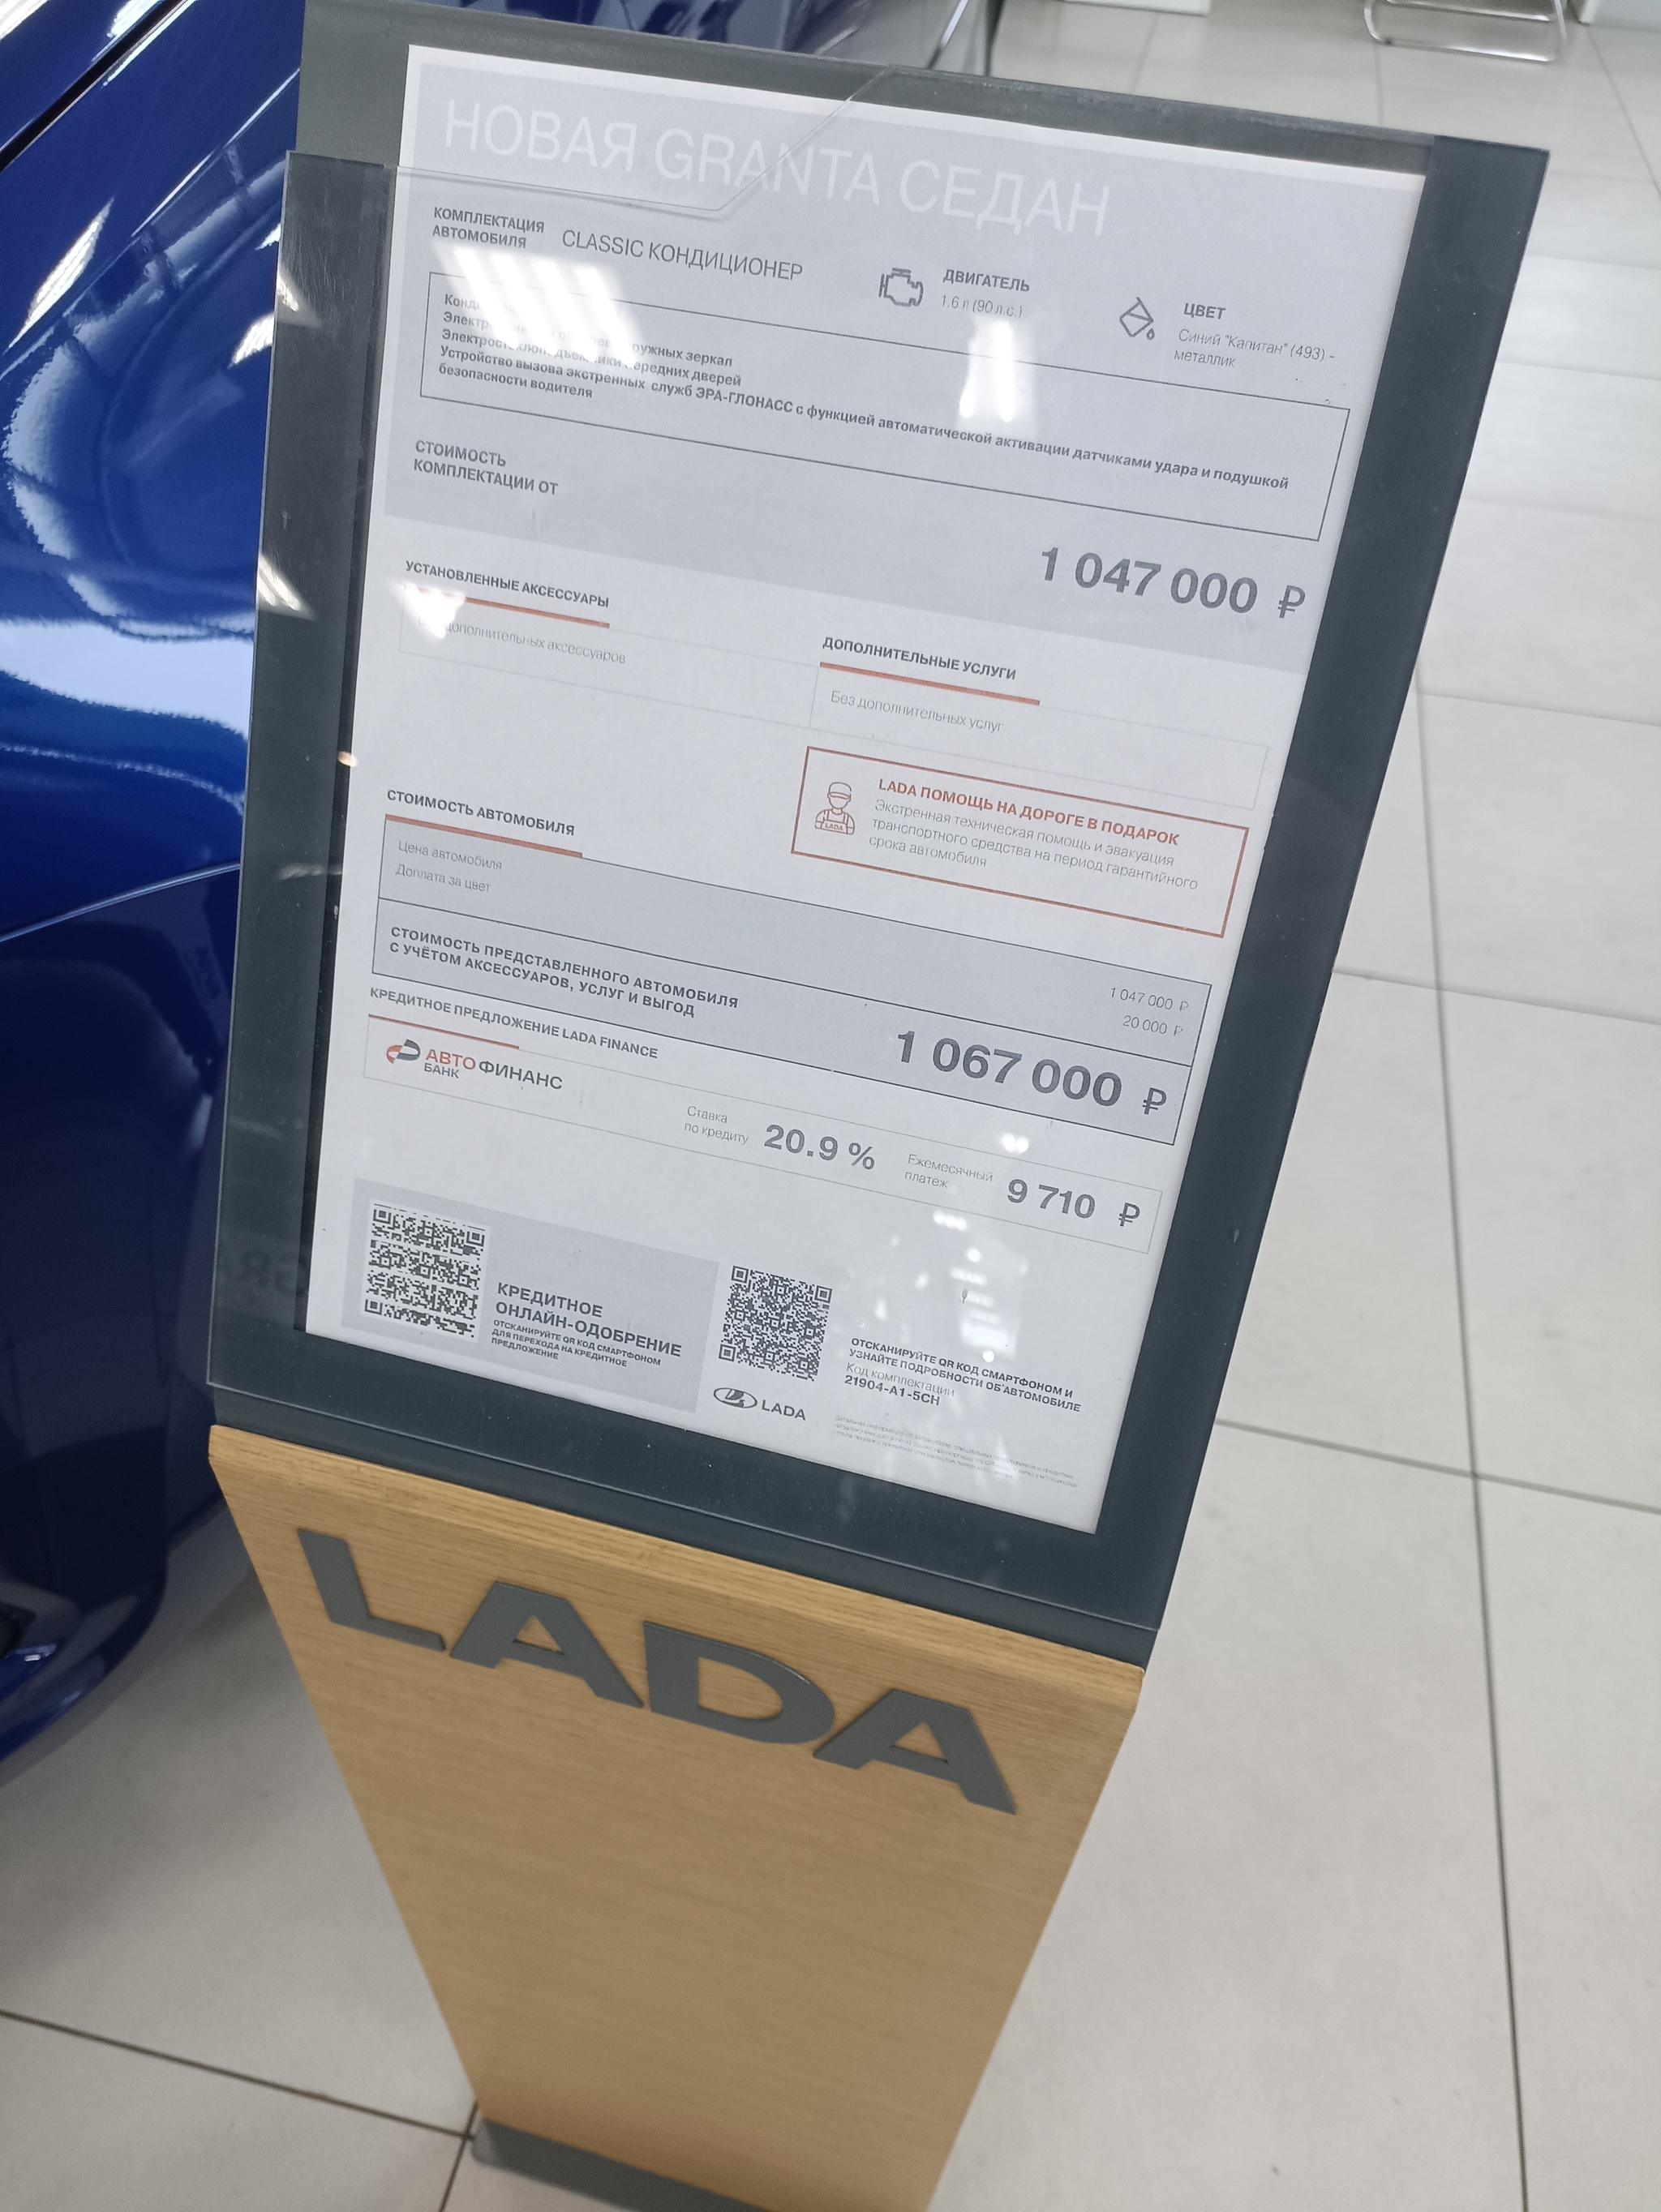 НОВАЯ GRANTA СЕДАН
КОМПЛЕКТАЦИЯ
АВТОМОБИЛЯ
CLASSIC КОНДИЦИОНЕР
ДВИГАТЕЛЬ
1.6 л (90 л.с.)
ЦВЕТ
Синий "Капитан" (493) -
металлик
зеркал
Электростеклоподъемники передних дверей
Устройство вызова экстренных служб ЭРА-ГЛОНАСС с функцией автоматической активации датчиками удара и подушкой
безопасности водителя
СТОИМОСТЬ
КОМПЛЕКТАЦИИ ОТ
1 047 000 ₽
УСТАНОВЛЕННЫЕ АКСЕССУАРЫ
дополнительных аксессуаров
ДОПОЛНИТЕЛЬНЫЕ УСЛУГИ
Без дополнительных услуг
LADA ПОМОЩЬ НА ДОРОГЕ В ПОДАРОК
Экстренная техническая помощь и эвакуация
транспортного средства на период гарантийного
срока автомобиля
LADA
СТОИМОСТЬ АВТОМОБИЛЯ
Цена автомобиля
1 047 000 ₽
Доплата за цвет
20 000 ₽
СТОИМОСТЬ ПРЕДСТАВЛЕННОГО АВТОМОБИЛЯ
С УЧЁТОМ АКСЕССУАРОВ, УСЛУГ И ВЫГОД
1 067 000 ₽
КРЕДИТНОЕ ПРЕДЛОЖЕНИЕ LADA FINANCE
АВТОФИНАНС
БАНК
Ставка
по кредиту
20.9 %
Ежемесячный
платеж
9 710 ₽
КРЕДИТНОЕ
ОНЛАЙН-ОДОБРЕНИЕ
ОТСКАНИРУЙТЕ QR КОД СМАРТФОНОМ
ДЛЯ ПЕРЕХОДА НА КРЕДИТНОЕ
ПРЕДЛОЖЕНИЕ
LADA
ОТСКАНИРУЙТЕ QR КОД СМАРТФОНОМ И
УЗНАЙТЕ ПОДРОБНОСТИ ОБ АВТОМОБИЛЕ
Код комплектации
21904-A1-5CH
LADA